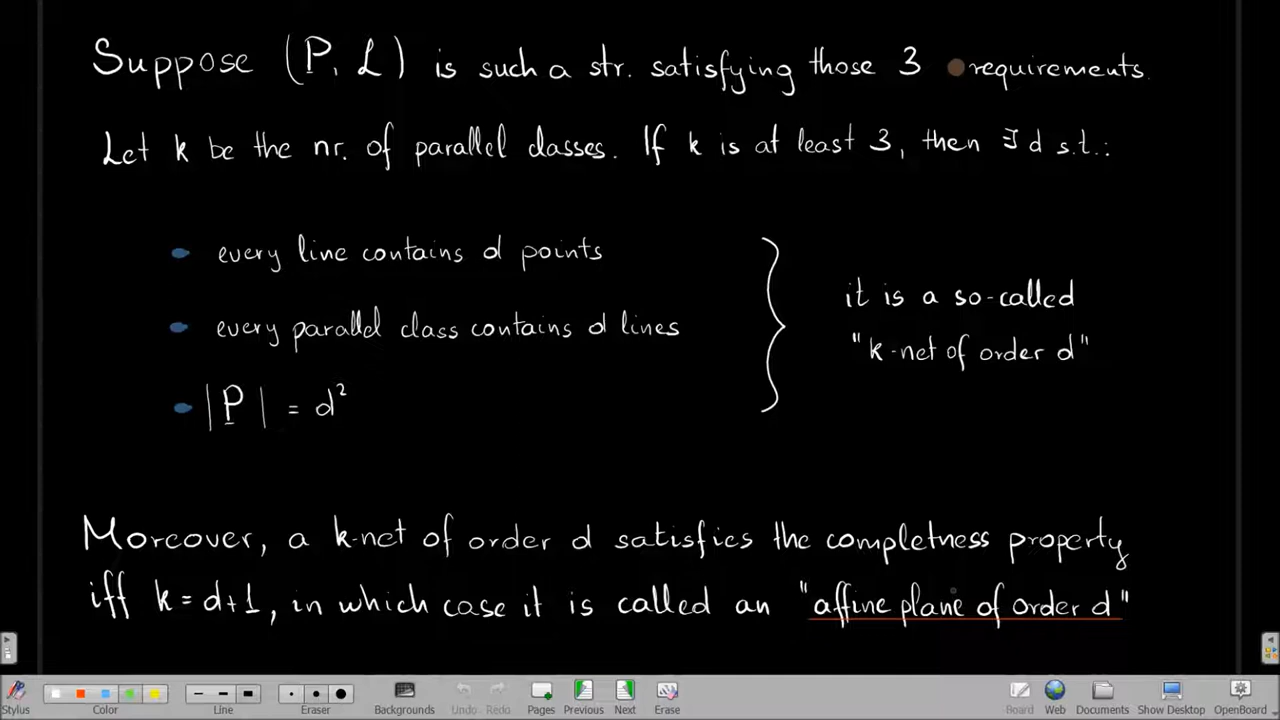 Suppose (P, L) is such a str. satisfying those 3 requirements.
Let k be the nr. of parallel classes. If k is at least 3, then ∃ d s.t.:
• every line contains d points
• every parallel class contains d lines
• |P| = d²
it is a so-called
"k-net of order d"
Moreover, a k-net of order d satisfies the completness property
iff k = d+1, in which case it is called an "affine plane of order d"
Stylus Color Line Eraser Backgrounds Undo Redo Pages Previous Next Erase Board Web Documents Show Desktop OpenBoard